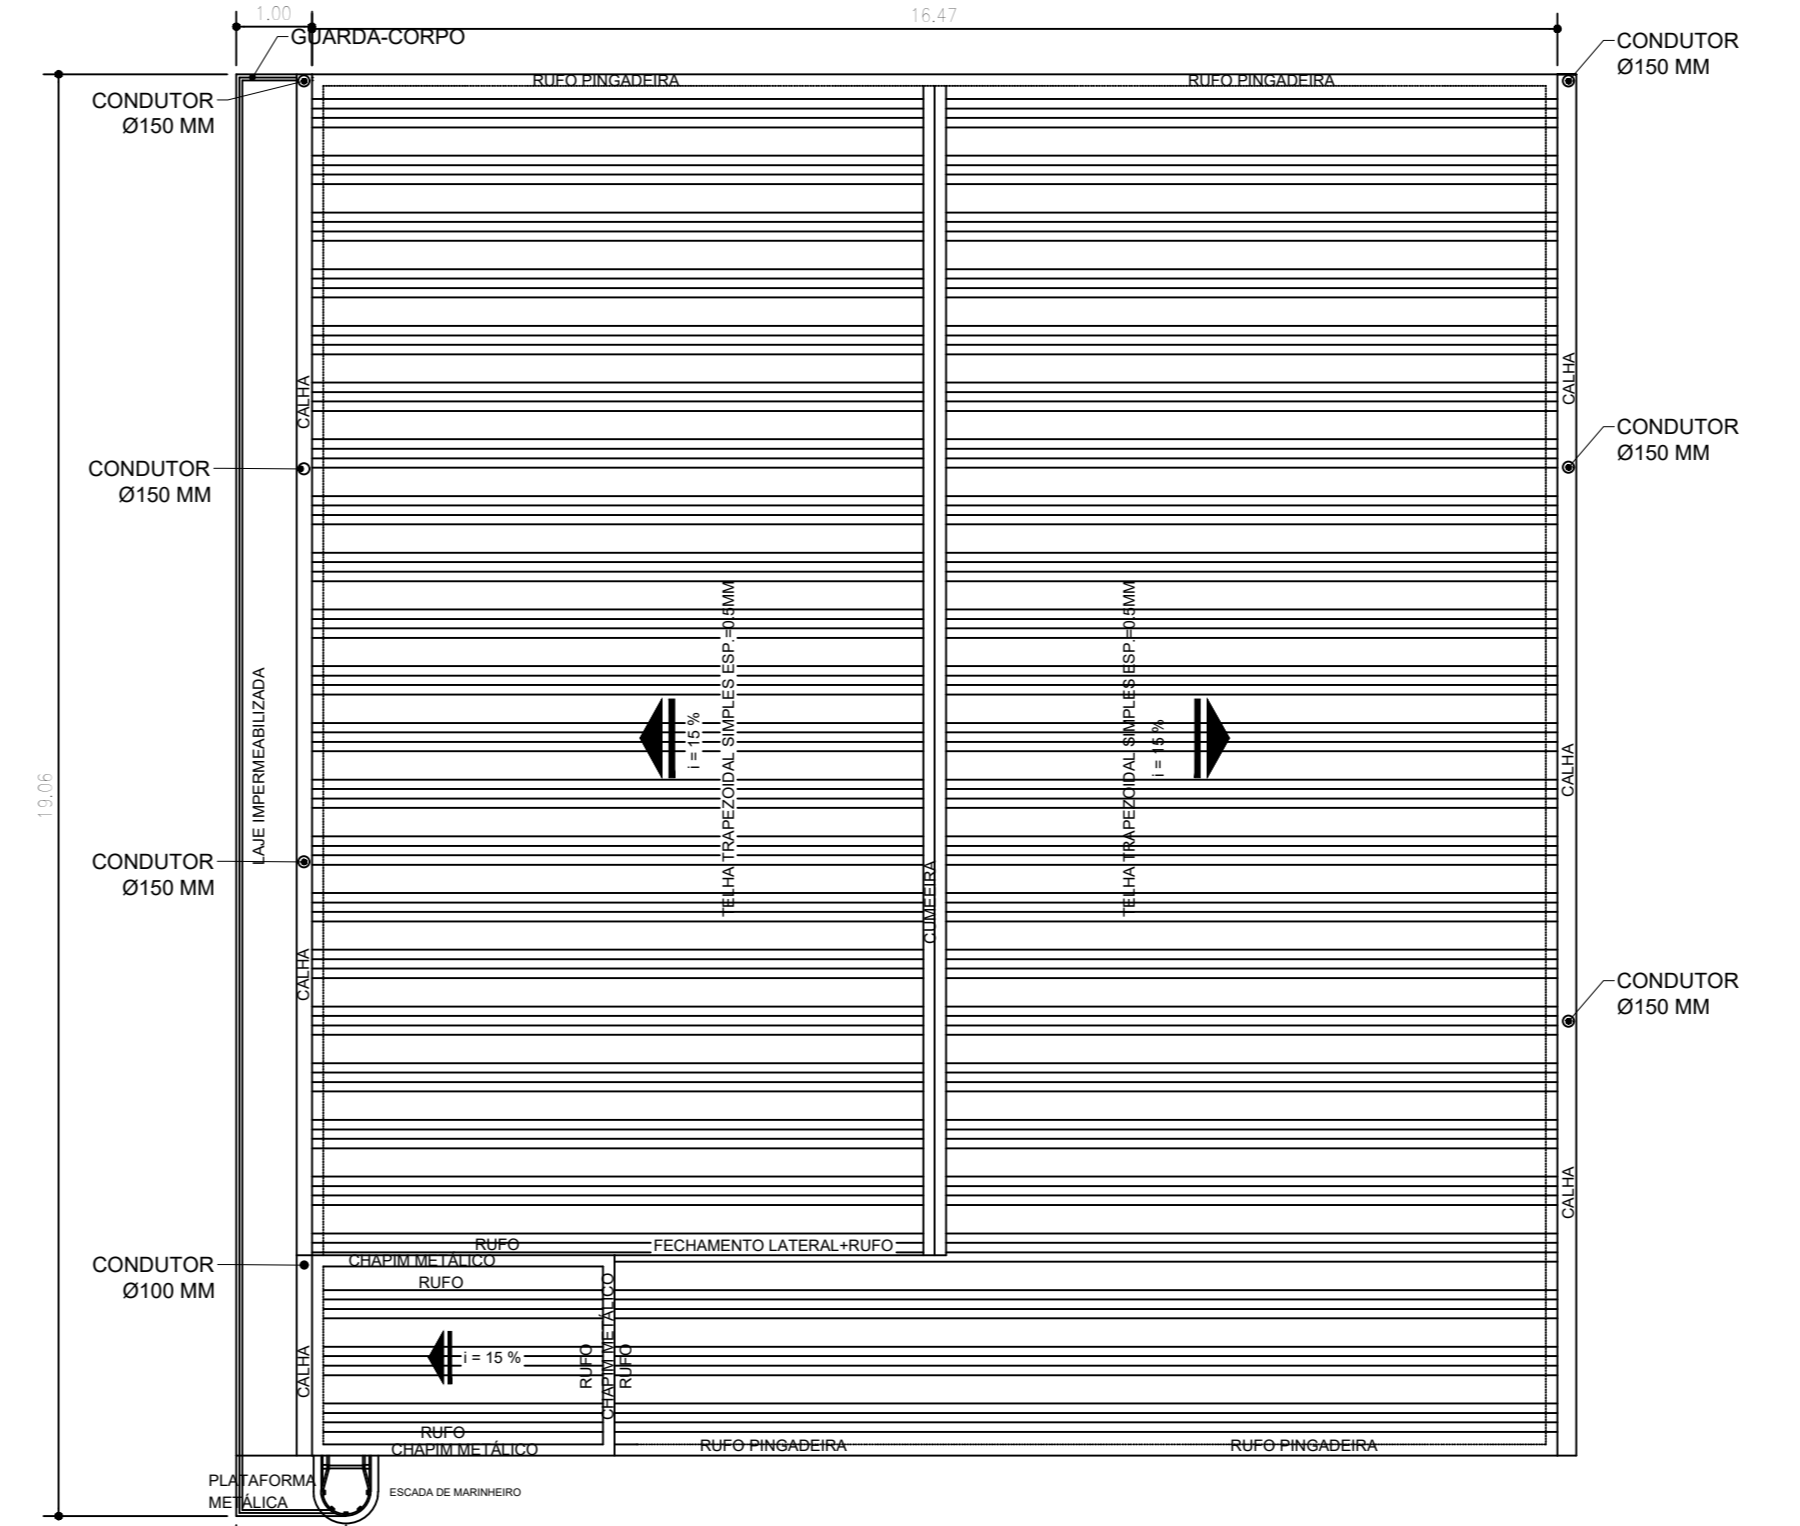 1.00
16.47
GUARDA-CORPO
CONDUTOR
Ø150 MM
RUFO PINGADEIRA
RUFO PINGADEIRA
CONDUTOR
Ø150 MM
CALHA
CALHA
CONDUTOR
Ø150 MM
CONDUTOR
Ø150 MM
19.06
LAJE IMPERMEABILIZADA
TELHA TRAPEZOIDAL SIMPLES ESP.=0.5MM
i = 15 %
TELHA TRAPEZOIDAL SIMPLES ESP.=0.5MM
i = 15 %
CALHA
CONDUTOR
Ø150 MM
CUMEEIRA
CALHA
CONDUTOR
Ø150 MM
CALHA
RUFO
FECHAMENTO LATERAL+RUFO
CONDUTOR
Ø100 MM
CHAPIM METÁLICO
RUFO
CALHA
i = 15 %
RUFO
CHAPIM METÁLICO
RUFO
RUFO
CHAPIM METÁLICO
RUFO PINGADEIRA
RUFO PINGADEIRA
PLATAFORMA
METÁLICA
ESCADA DE MARINHEIRO